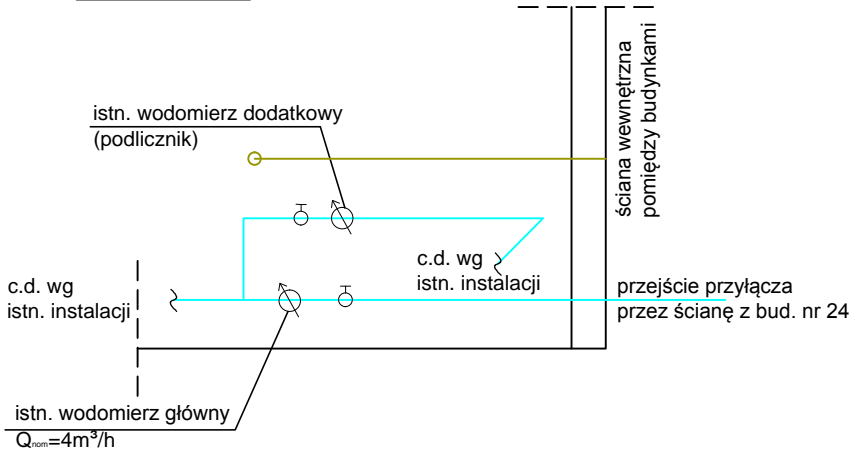 istn. wodomierz dodatkowy
(podlicznik)
ściana wewnętrzna
pomiędzy budynkami
c.d. wg
istn. instalacji
c.d. wg
istn. instalacji
przejście przyłącza
przez ścianę z bud. nr 24
istn. wodomierz główny
Qnom=4m³/h